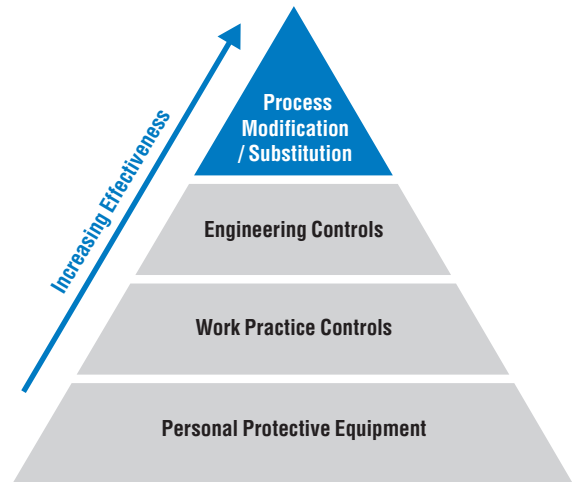 Increasing Effectiveness
Process
Modification
/ Substitution
Engineering Controls
Work Practice Controls
Personal Protective Equipment